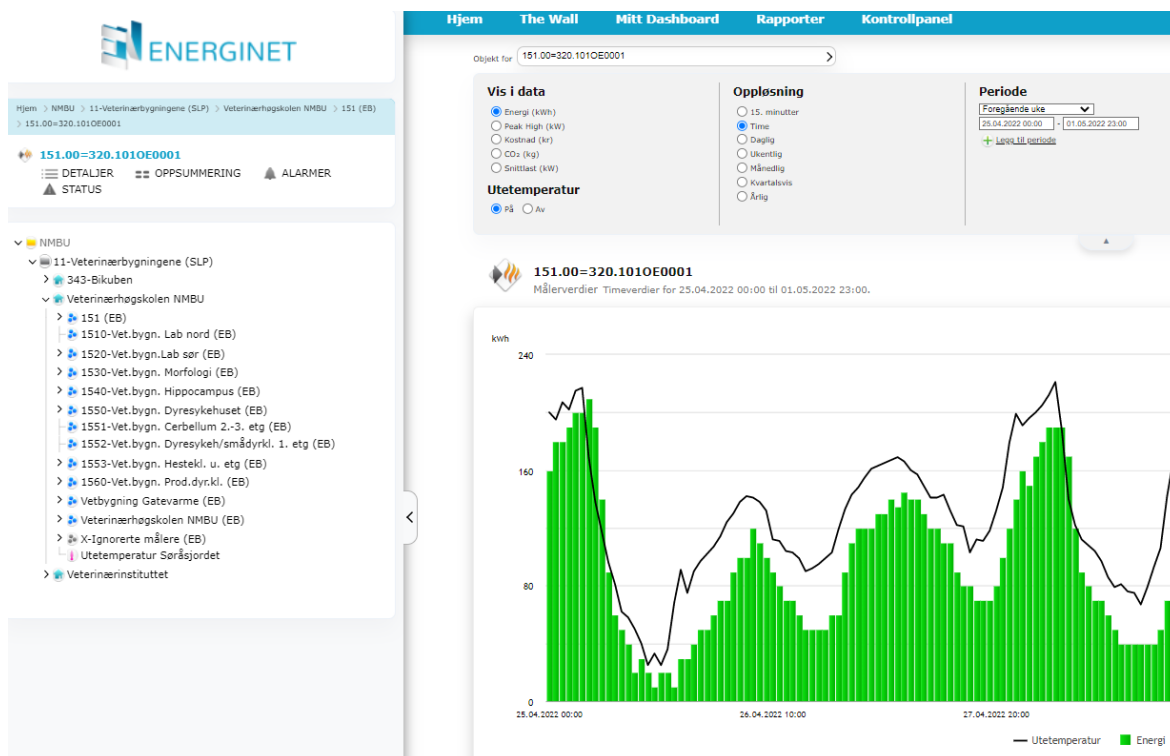 ENERGINET
Hjem > NMBU > 11-Veterinærbygningene (SLP) > Veterinærhøgskolen NMBU > 151 (EB)
> 151.00=320.101OE0001
151.00=320.101OE0001
DETALJER OPPSUMMERING ALARMER
STATUS
NMBU
11-Veterinærbygningene (SLP)
343-Bikuben
Veterinærhøgskolen NMBU
151 (EB)
1510-Vet.bygn. Lab nord (EB)
1520-Vet.bygn.Lab sør (EB)
1530-Vet.bygn. Morfologi (EB)
1540-Vet.bygn. Hippocampus (EB)
1550-Vet.bygn. Dyresykehuset (EB)
1551-Vet.bygn. Cerbellum 2.-3. etg (EB)
1552-Vet.bygn. Dyresykeh/smådyrkl. 1. etg (EB)
1553-Vet.bygn. Hestekl. u. etg (EB)
1560-Vet.bygn. Prod.dyr.kl. (EB)
Vetbygning Gatevarme (EB)
Veterinærhøgskolen NMBU (EB)
X-Ignorerte målere (EB)
Utetemperatur Søråsjordet
Veterinærinstituttet
Hjem The Wall Mitt Dashboard Rapporter Kontrollpanel
Objekt for 151.00=320.101OE0001
Vis i data
Energi (kWh)
Peak High (kW)
Kostnad (kr)
CO₂ (kg)
Snittlast (kW)
Utetemperatur
På Av
Oppløsning
15. minutter
Time
Daglig
Ukentlig
Månedlig
Kvartalsvis
Årlig
Periode
Foregående uke
25.04.2022 00:00 - 01.05.2022 23:00
Legg til periode
151.00=320.101OE0001
Målerverdier Timeverdier for 25.04.2022 00:00 til 01.05.2022 23:00.
kwh
240
160
80
0
25.04.2022 00:00 26.04.2022 10:00 27.04.2022 20:00
Utetemperatur Energi